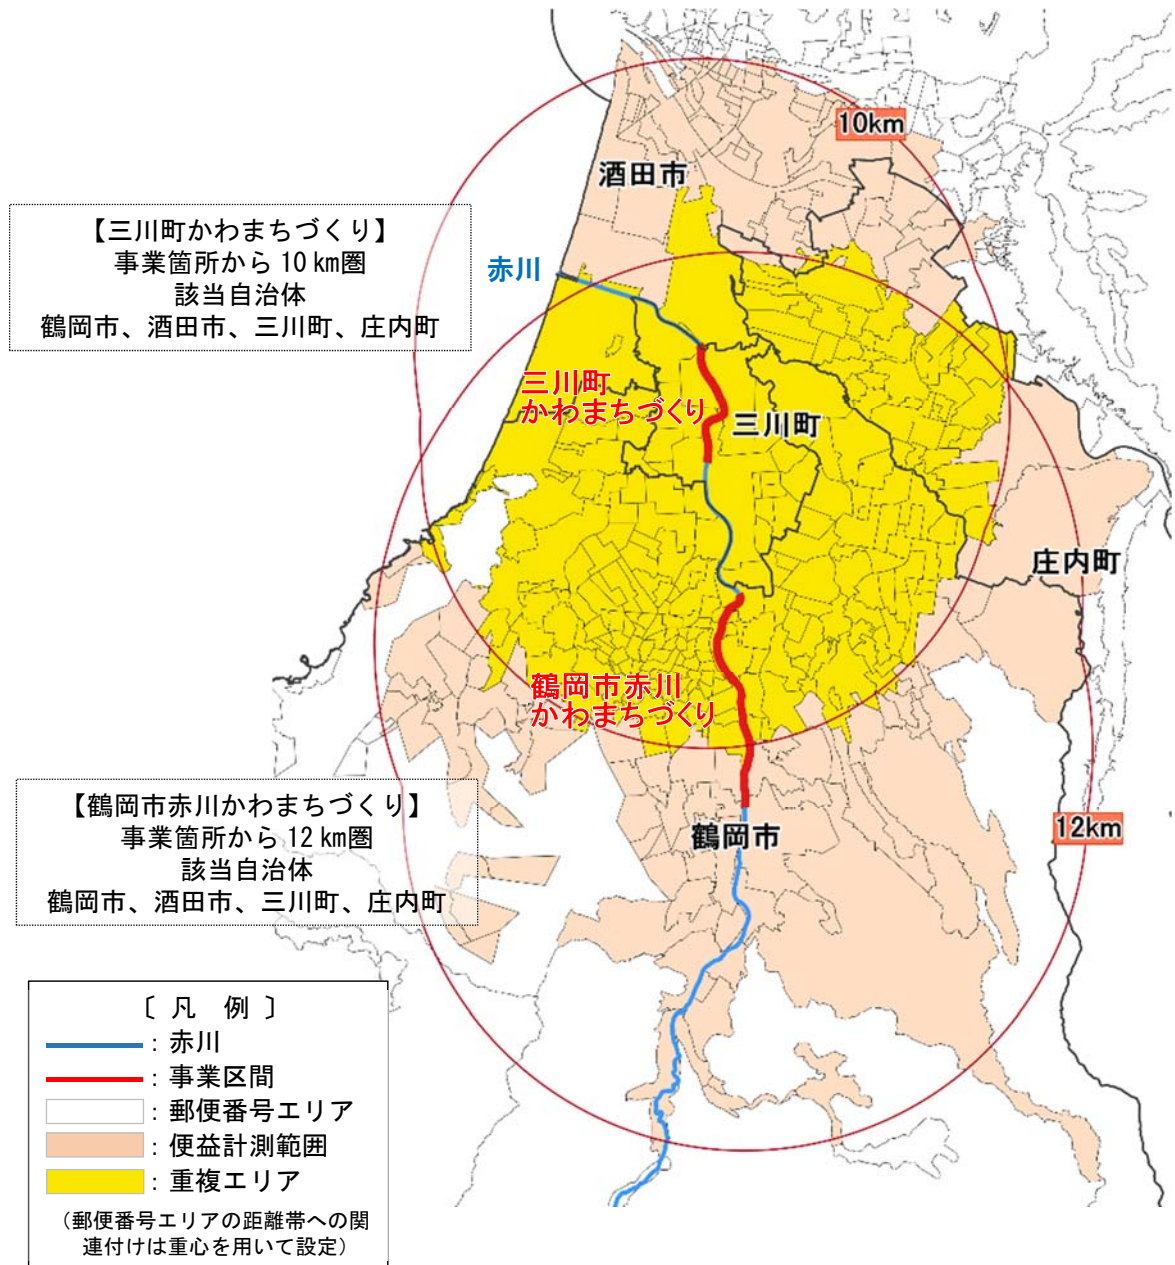 10km
酒田市
【三川町かわまちづくり】
事業箇所から 10 km圏
該当自治体
鶴岡市、酒田市、三川町、庄内町
赤川
三川町
かわまちづくり
三川町
庄内町
鶴岡市赤川
かわまちづくり
【鶴岡市赤川かわまちづくり】
事業箇所から 12 km圏
該当自治体
鶴岡市、酒田市、三川町、庄内町
12km
鶴岡市
〔 凡 例 〕
: 赤川
: 事業区間
: 郵便番号エリア
: 便益計測範囲
: 重複エリア
（郵便番号エリアの距離帯への関
連付けは重心を用いて設定）